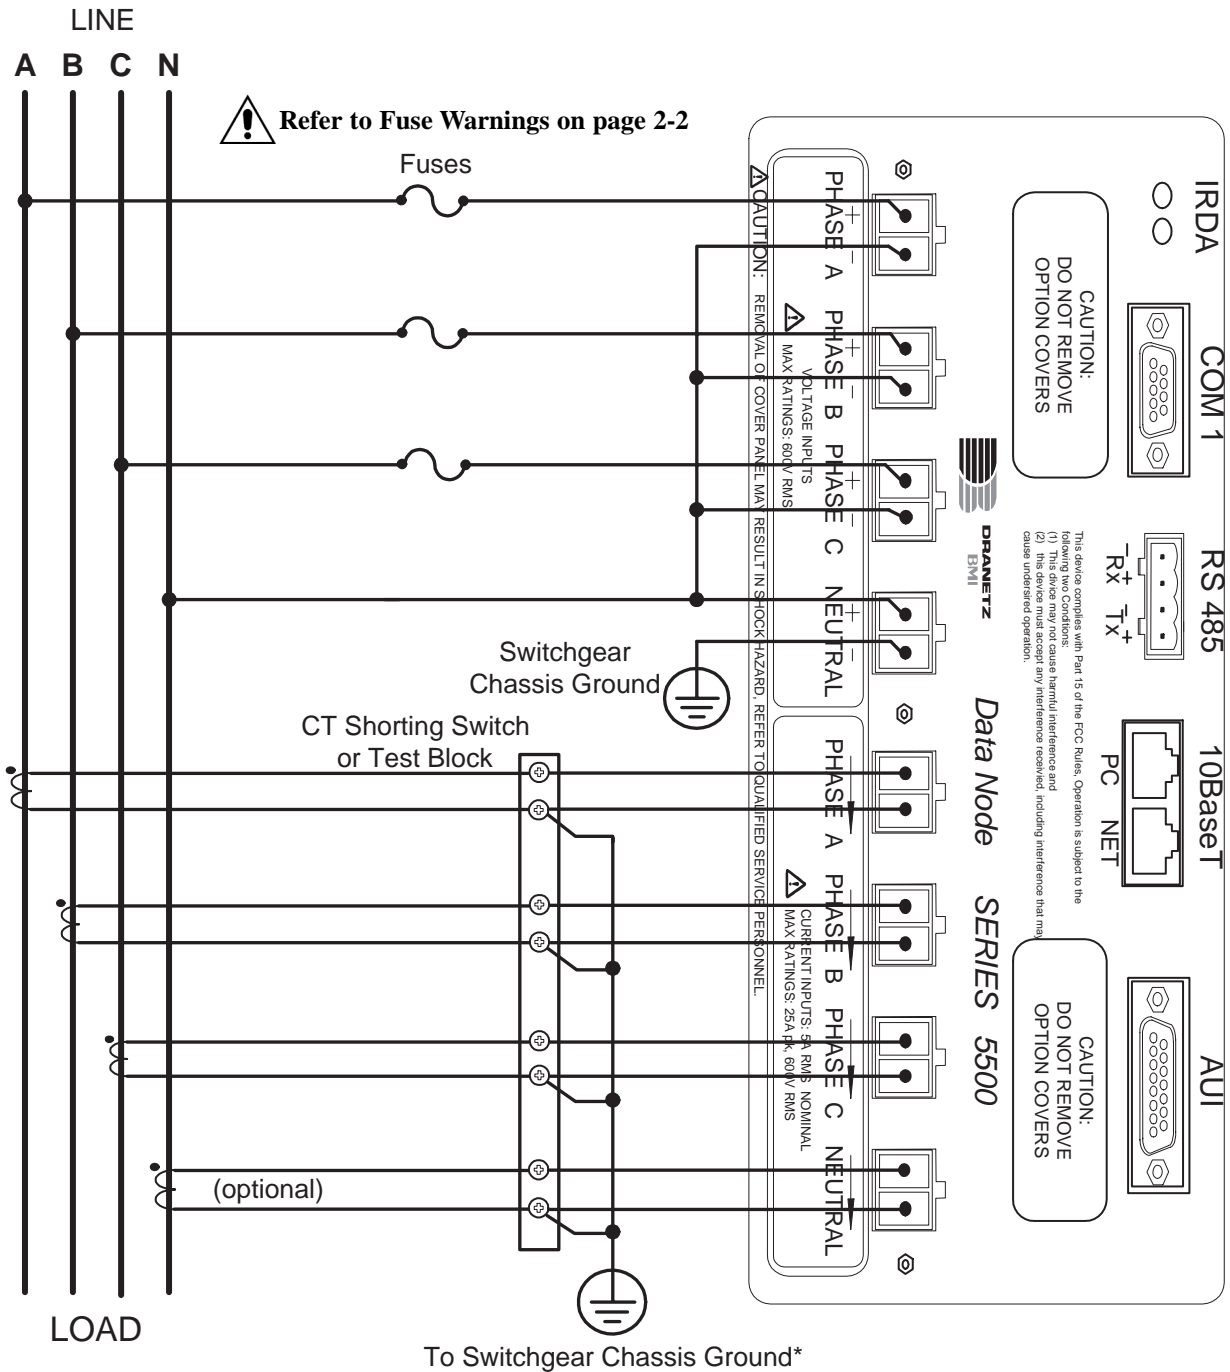 LINE
A B C N
Refer to Fuse Warnings on page 2-2
Fuses
Switchgear
Chassis Ground
CT Shorting Switch
or Test Block
(optional)
LOAD
To Switchgear Chassis Ground*
CAUTION: REMOVAL OF COVER PANEL MAY RESULT IN SHOCK HAZARD, REFER TO QUALIFIED SERVICE PERSONNEL.
VOLTAGE INPUTS
MAX RATINGS: 600V RMS
PHASE A PHASE B PHASE C NEUTRAL
+ − + − + − + −
CURRENT INPUTS: 5A RMS NOMINAL
MAX RATINGS: 25A pk, 600V RMS
PHASE A PHASE B PHASE C NEUTRAL
DRANETZ
BMI
Data Node SERIES 5500
This device complies with Part 15 of the FCC Rules, Operation is subject to the
following two Conditions:
(1) This divice may not cause harmful interference and
(2) this device must accept any interference receivied, including interference that may
cause undersired operation.
CAUTION:
DO NOT REMOVE
OPTION COVERS
CAUTION:
DO NOT REMOVE
OPTION COVERS
− + − +
Rx Tx
PC NET
IRDA COM 1 RS 485 10BaseT AUI